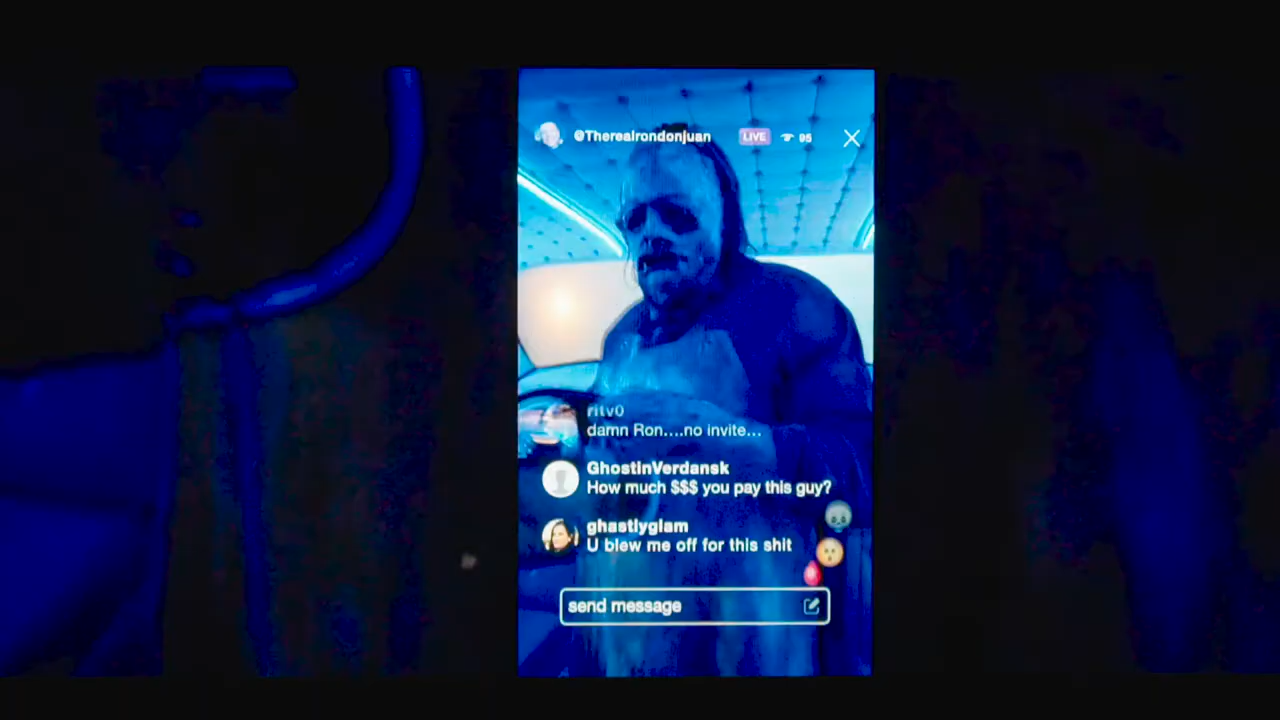 @Therealrondonjuan LIVE 95
ritv0
damn Ron....no invite...
GhostInVerdansk
How much $$$ you pay this guy?
ghastlyglam
U blew me off for this shit
send message